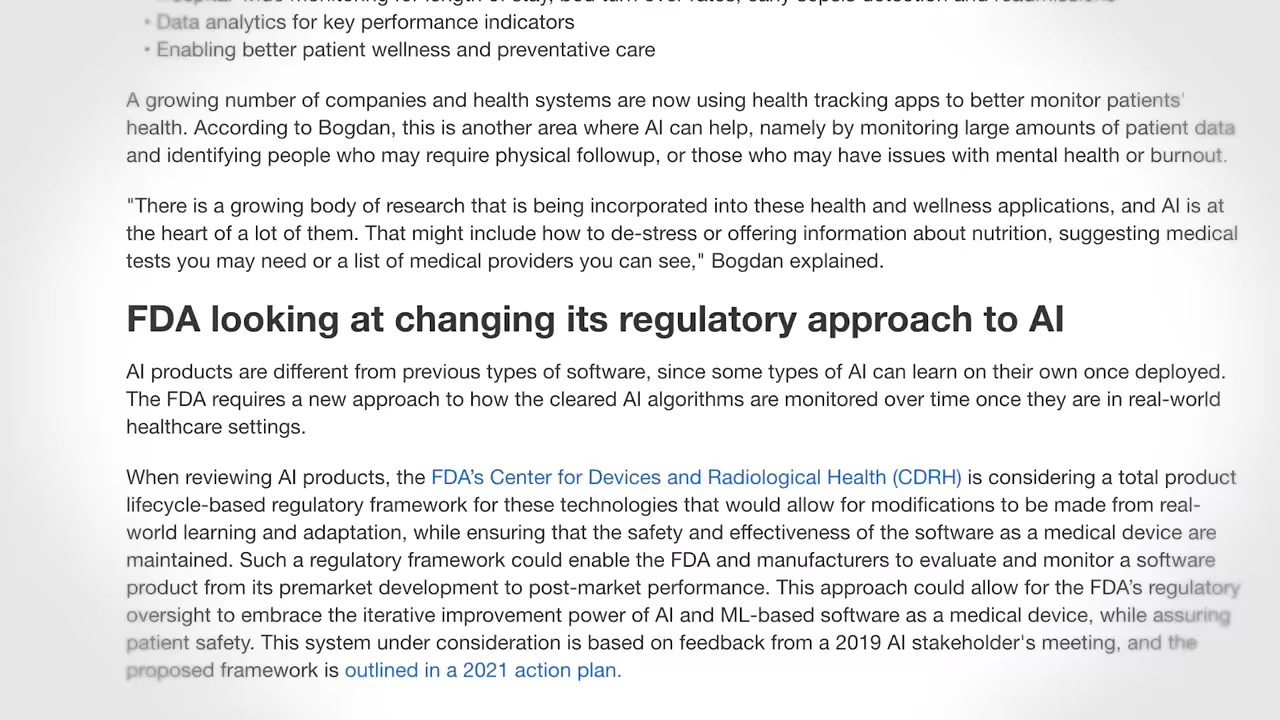 monitoring for length of stay, bed turn over rates, early sepsis detection and readmissions
• Data analytics for key performance indicators
• Enabling better patient wellness and preventative care
A growing number of companies and health systems are now using health tracking apps to better monitor patients'
health. According to Bogdan, this is another area where AI can help, namely by monitoring large amounts of patient data
and identifying people who may require physical followup, or those who may have issues with mental health or burnout.
"There is a growing body of research that is being incorporated into these health and wellness applications, and AI is at
the heart of a lot of them. That might include how to de-stress or offering information about nutrition, suggesting medical
tests you may need or a list of medical providers you can see," Bogdan explained.
FDA looking at changing its regulatory approach to AI
AI products are different from previous types of software, since some types of AI can learn on their own once deployed.
The FDA requires a new approach to how the cleared AI algorithms are monitored over time once they are in real-world
healthcare settings.
When reviewing AI products, the FDA's Center for Devices and Radiological Health (CDRH) is considering a total product
lifecycle-based regulatory framework for these technologies that would allow for modifications to be made from real-
world learning and adaptation, while ensuring that the safety and effectiveness of the software as a medical device are
maintained. Such a regulatory framework could enable the FDA and manufacturers to evaluate and monitor a software
product from its premarket development to post-market performance. This approach could allow for the FDA's regulatory
oversight to embrace the iterative improvement power of AI and ML-based software as a medical device, while assuring
patient safety. This system under consideration is based on feedback from a 2019 AI stakeholder's meeting, and the
proposed framework is outlined in a 2021 action plan.